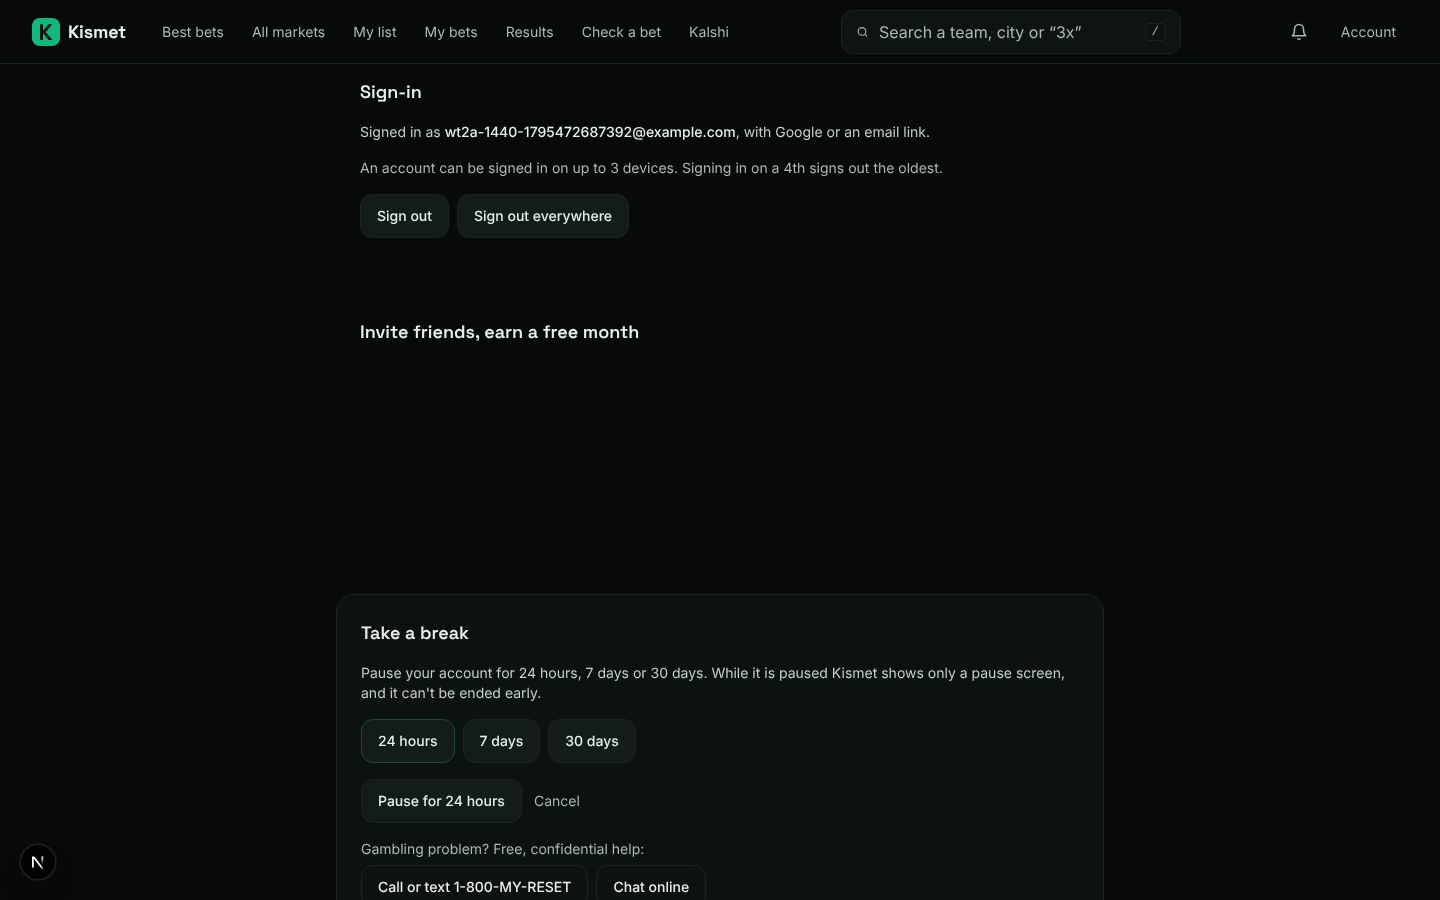 Kismet
Best bets
All markets
My list
My bets
Results
Check a bet
Kalshi
Search a team, city or “3x”
/
Account
Sign-in
Signed in as wt2a-1440-1795472687392@example.com, with Google or an email link.
An account can be signed in on up to 3 devices. Signing in on a 4th signs out the oldest.
Sign out
Sign out everywhere
Invite friends, earn a free month
Take a break
Pause your account for 24 hours, 7 days or 30 days. While it is paused Kismet shows only a pause screen,
and it can't be ended early.
24 hours
7 days
30 days
Pause for 24 hours
Cancel
Gambling problem? Free, confidential help:
Call or text 1-800-MY-RESET
Chat online